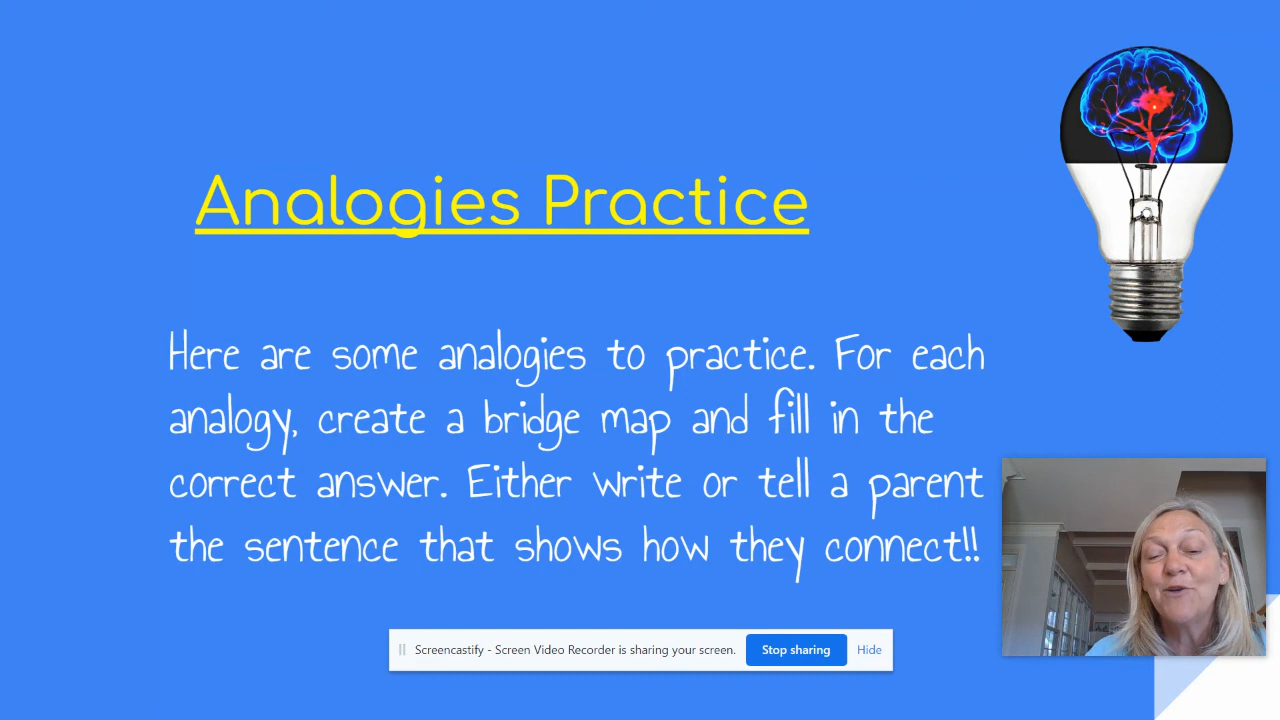 Analogies Practice
Here are some analogies to practice. For each
analogy, create a bridge map and fill in the
correct answer. Either write or tell a parent
the sentence that shows how they connect!!
Screencastify - Screen Video Recorder is sharing your screen. Stop sharing Hide